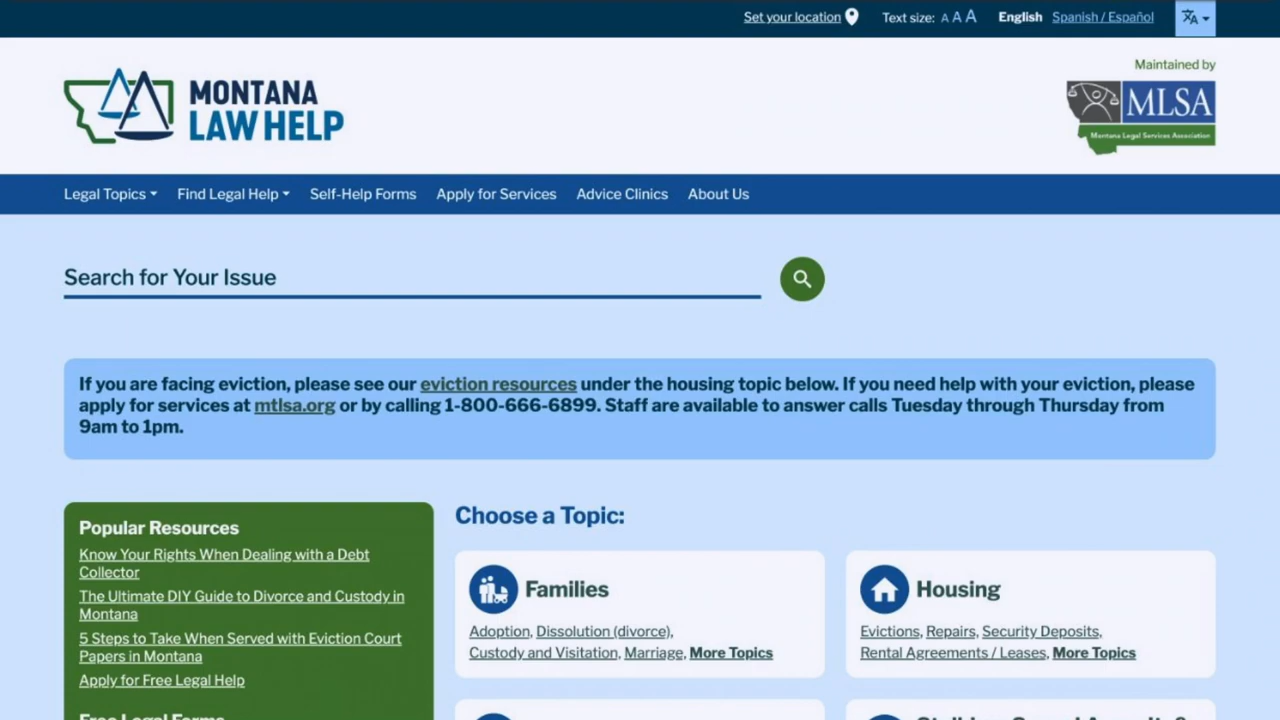 Set your location
Text size: A A A
English
Spanish / Español
MONTANA
LAW HELP
Maintained by
MLSA
Montana Legal Services Association
Legal Topics
Find Legal Help
Self-Help Forms
Apply for Services
Advice Clinics
About Us
Search for Your Issue
If you are facing eviction, please see our eviction resources under the housing topic below. If you need help with your eviction, please
apply for services at mtlsa.org or by calling 1-800-666-6899. Staff are available to answer calls Tuesday through Thursday from
9am to 1pm.
Popular Resources
Know Your Rights When Dealing with a Debt
Collector
The Ultimate DIY Guide to Divorce and Custody in
Montana
5 Steps to Take When Served with Eviction Court
Papers in Montana
Apply for Free Legal Help
Free Legal Forms
Choose a Topic:
Families
Adoption, Dissolution (divorce),
Custody and Visitation, Marriage, More Topics
Housing
Evictions, Repairs, Security Deposits,
Rental Agreements / Leases, More Topics